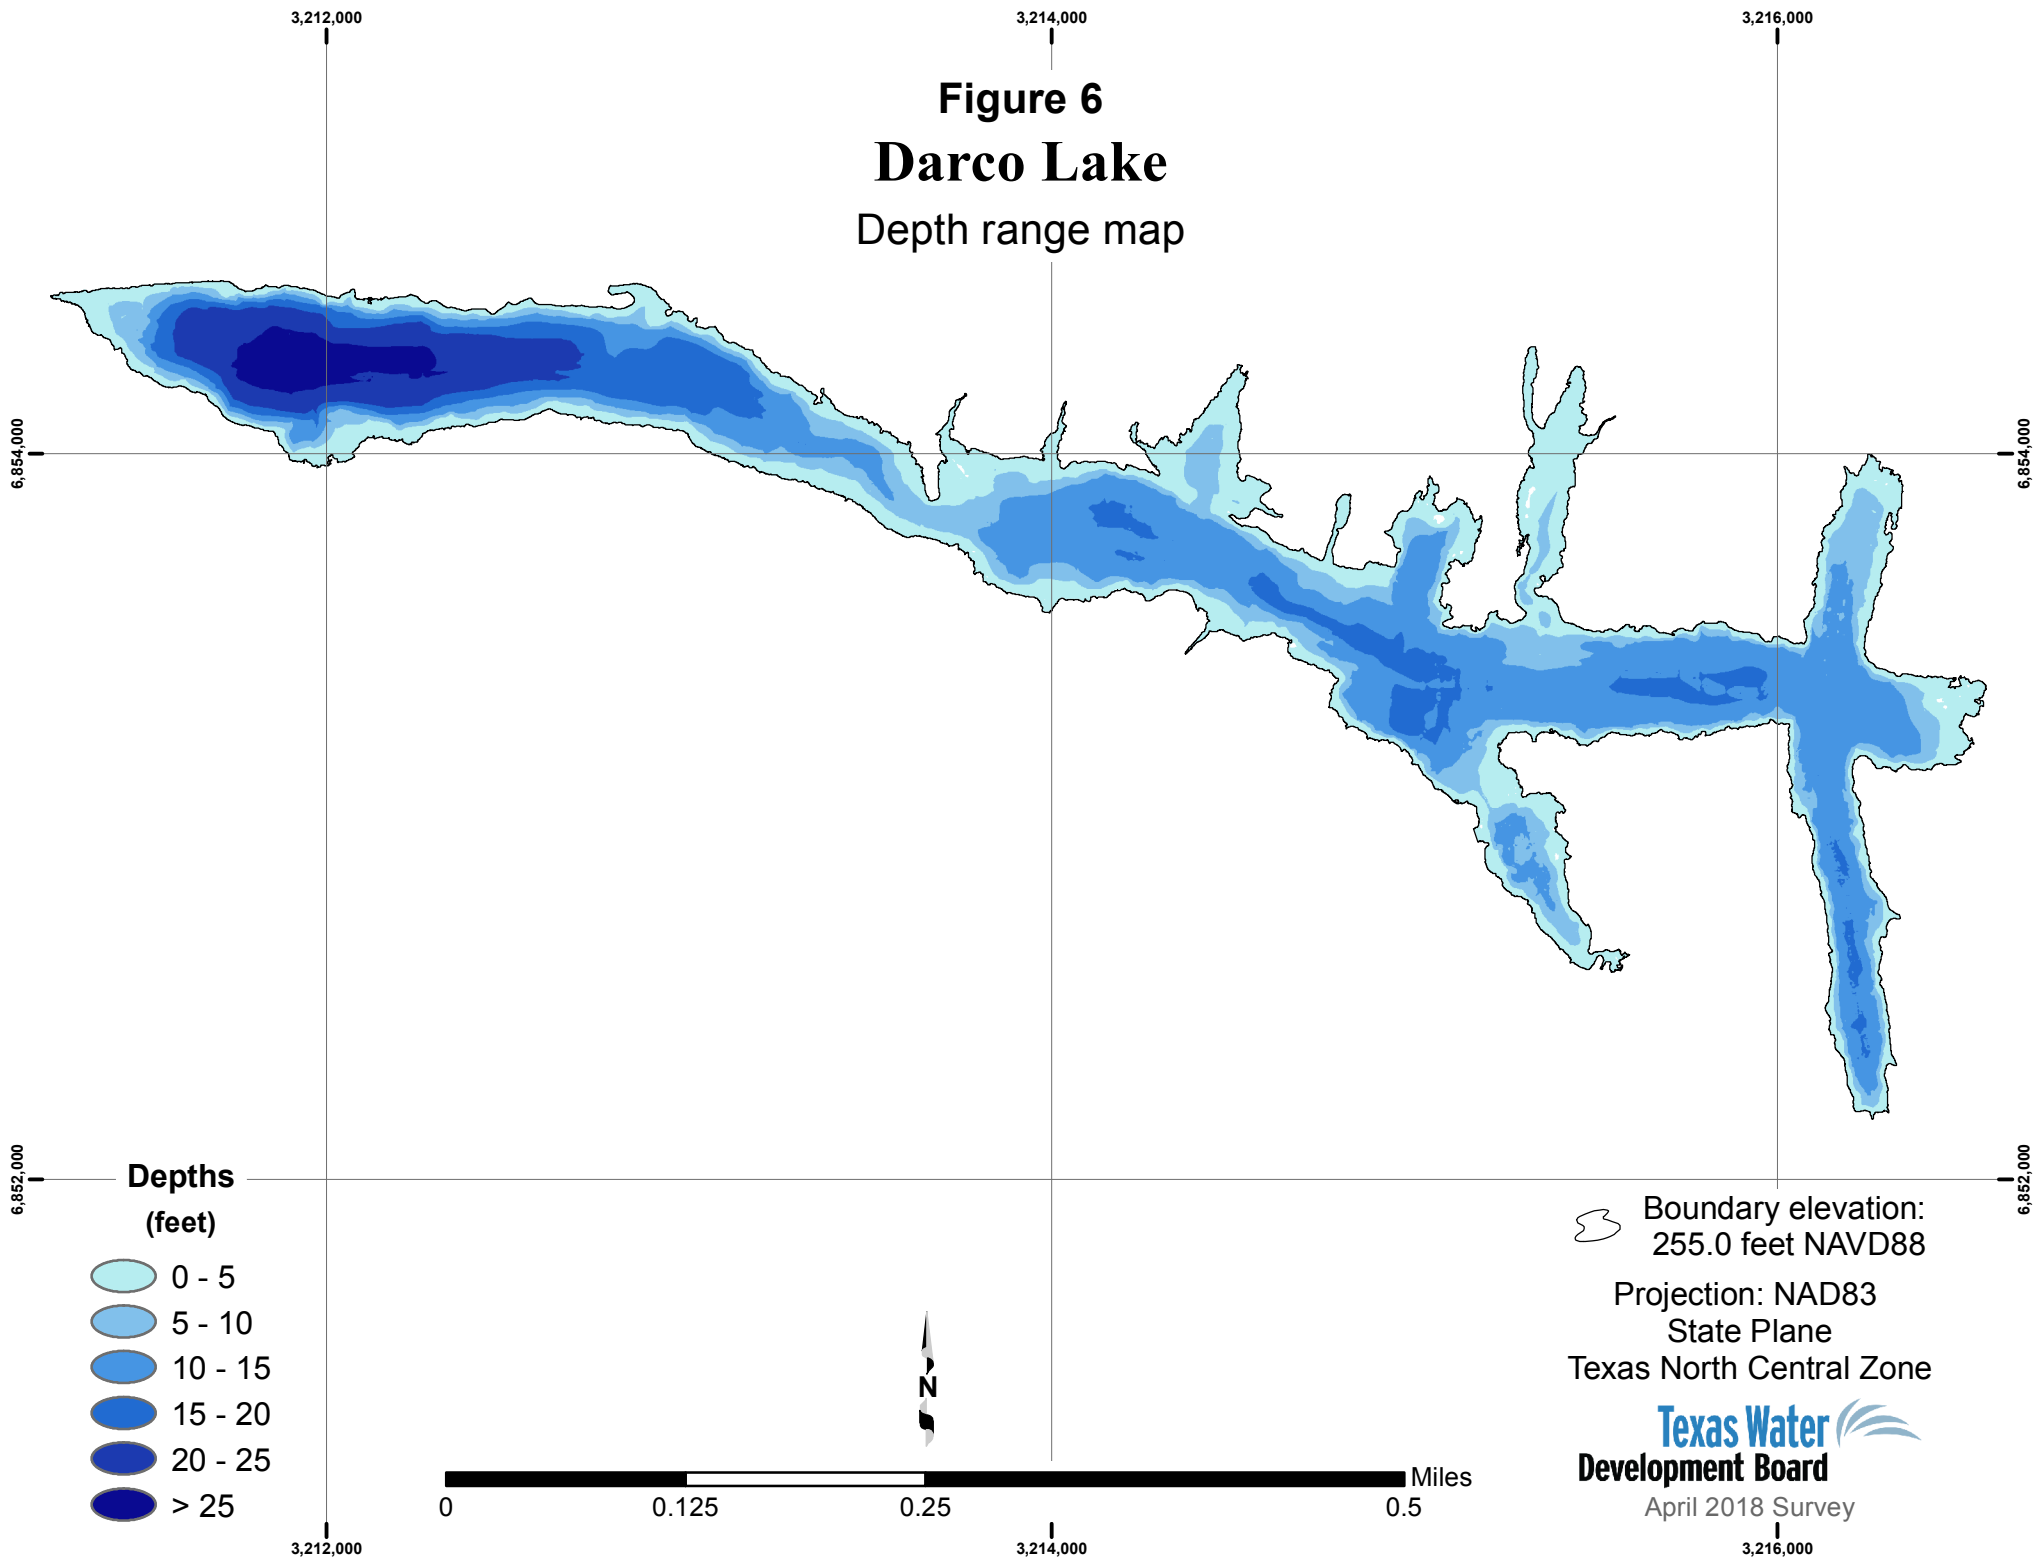 3,212,000
3,214,000
3,216,000
Figure 6
Darco Lake
Depth range map
6,854,000
6,854,000
6,852,000
6,852,000
Depths
(feet)
0 - 5
5 - 10
10 - 15
15 - 20
20 - 25
> 25
N
Miles
0
0.125
0.25
0.5
Boundary elevation:
255.0 feet NAVD88
Projection: NAD83
State Plane
Texas North Central Zone
Texas Water
Development Board
April 2018 Survey
3,212,000
3,214,000
3,216,000